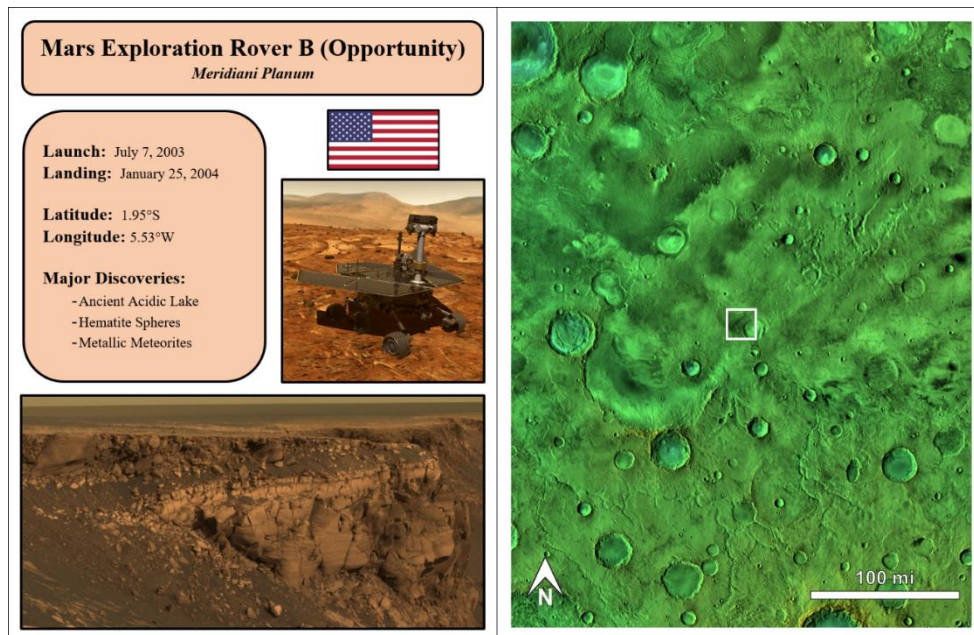 Mars Exploration Rover B (Opportunity)
Meridiani Planum
Launch: July 7, 2003
Landing: January 25, 2004
Latitude: 1.95°S
Longitude: 5.53°W
Major Discoveries:
-Ancient Acidic Lake
-Hematite Spheres
-Metallic Meteorites
N
100 mi